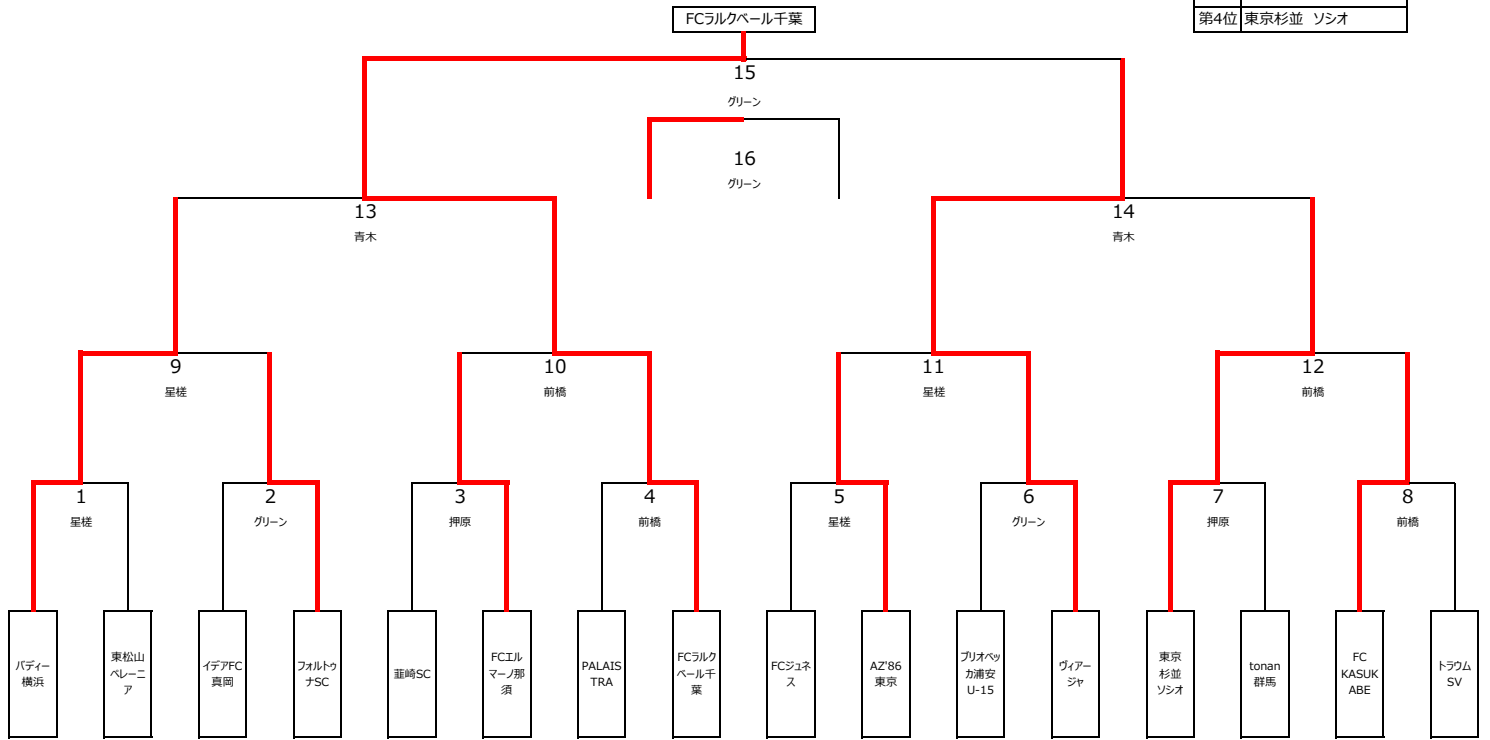 FCラルクベール千葉
第4位 東京杉並 ソシオ
15
グリーン
16
グリーン
13
青木
14
青木
9
星槎
10
前橋
11
星槎
12
前橋
1
星槎
2
グリーン
3
押原
4
前橋
5
星槎
6
グリーン
7
押原
8
前橋
バディー
横浜
東松山
ペレーニ
ア
イデアFC
真岡
フォルトゥ
ナSC
韮崎SC
FCエル
マーノ那
須
PALAIS
TRA
FCラルク
ベール千
葉
FCジュネ
ス
AZ'86
東京
ブリオベッ
カ浦安
U-15
ヴィアー
ジャ
東京
杉並
ソシオ
tonan
群馬
FC
KASUK
ABE
トラウム
SV